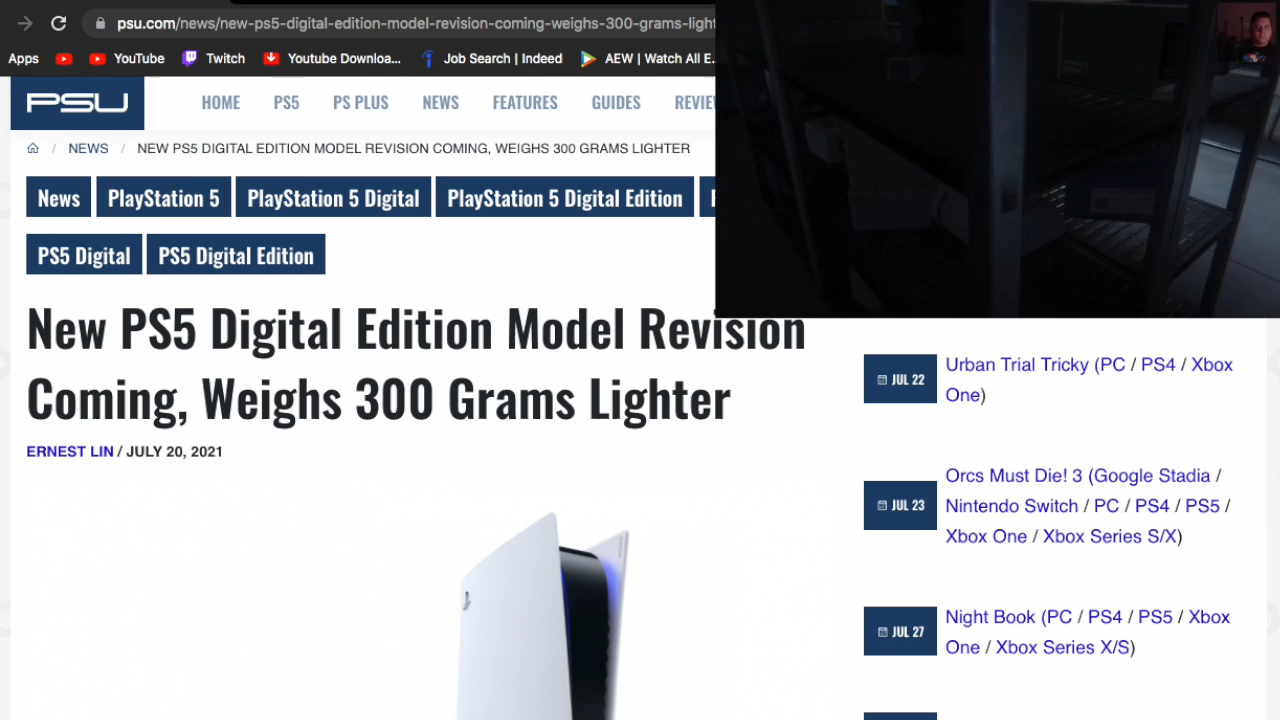 psu.com/news/new-ps5-digital-edition-model-revision-coming-weighs-300-grams-light
Apps YouTube Twitch Youtube Downloa... Job Search | Indeed AEW | Watch All E...
PSU HOME PS5 PS PLUS NEWS FEATURES GUIDES REVIEW
/ NEWS / NEW PS5 DIGITAL EDITION MODEL REVISION COMING, WEIGHS 300 GRAMS LIGHTER
News PlayStation 5 PlayStation 5 Digital PlayStation 5 Digital Edition
PS5 Digital PS5 Digital Edition
New PS5 Digital Edition Model Revision
Coming, Weighs 300 Grams Lighter
ERNEST LIN / JULY 20, 2021
JUL 22 Urban Trial Tricky (PC / PS4 / Xbox
One)
Orcs Must Die! 3 (Google Stadia /
JUL 23 Nintendo Switch / PC / PS4 / PS5 /
Xbox One / Xbox Series S/X)
JUL 27 Night Book (PC / PS4 / PS5 / Xbox
One / Xbox Series X/S)